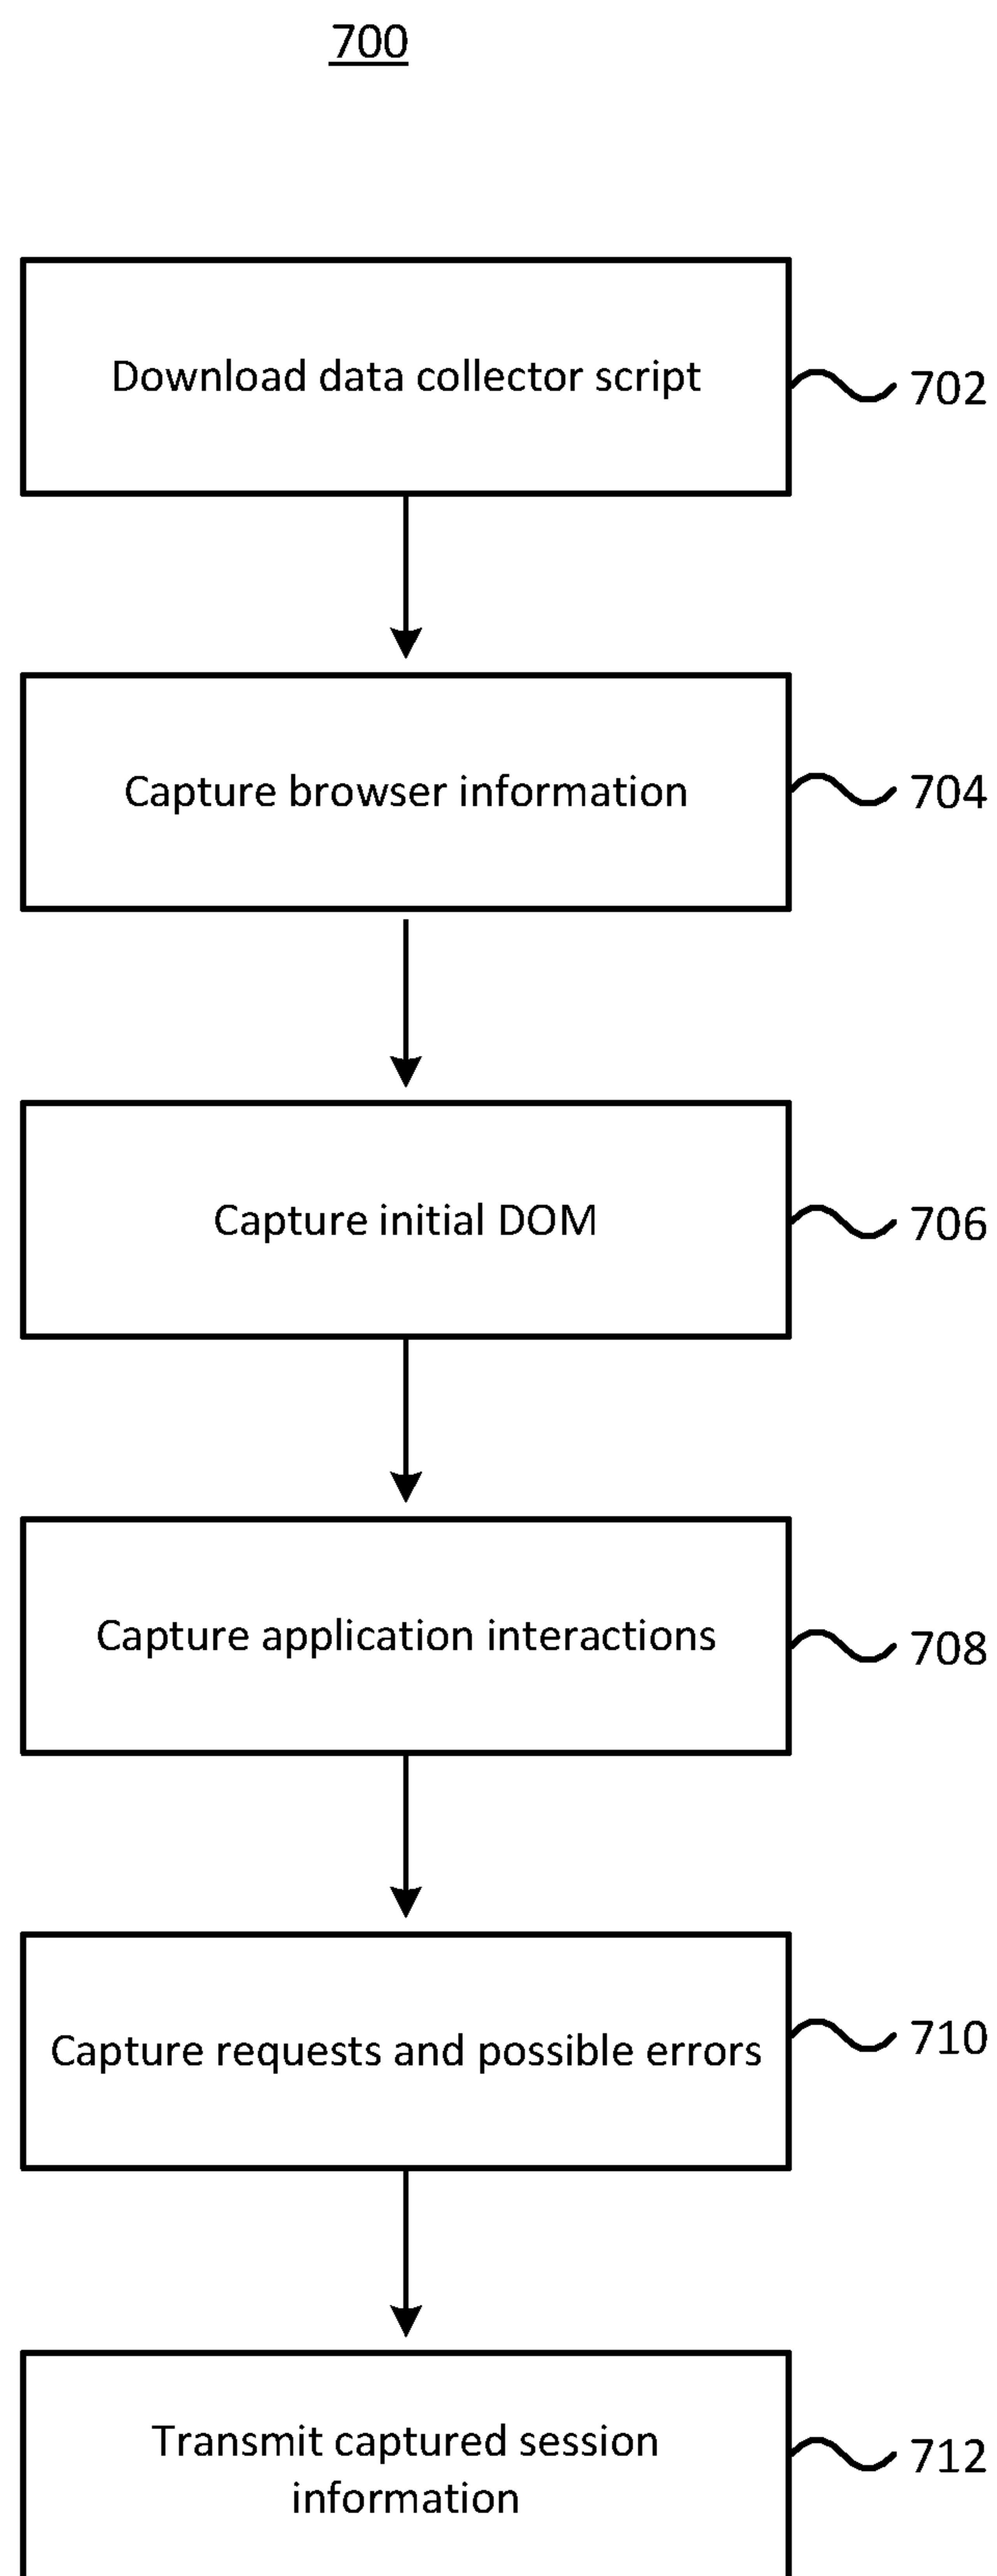 700
Download data collector script
702
Capture browser information
704
Capture initial DOM
706
Capture application interactions
708
Capture requests and possible errors
710
Transmit captured session
information
712